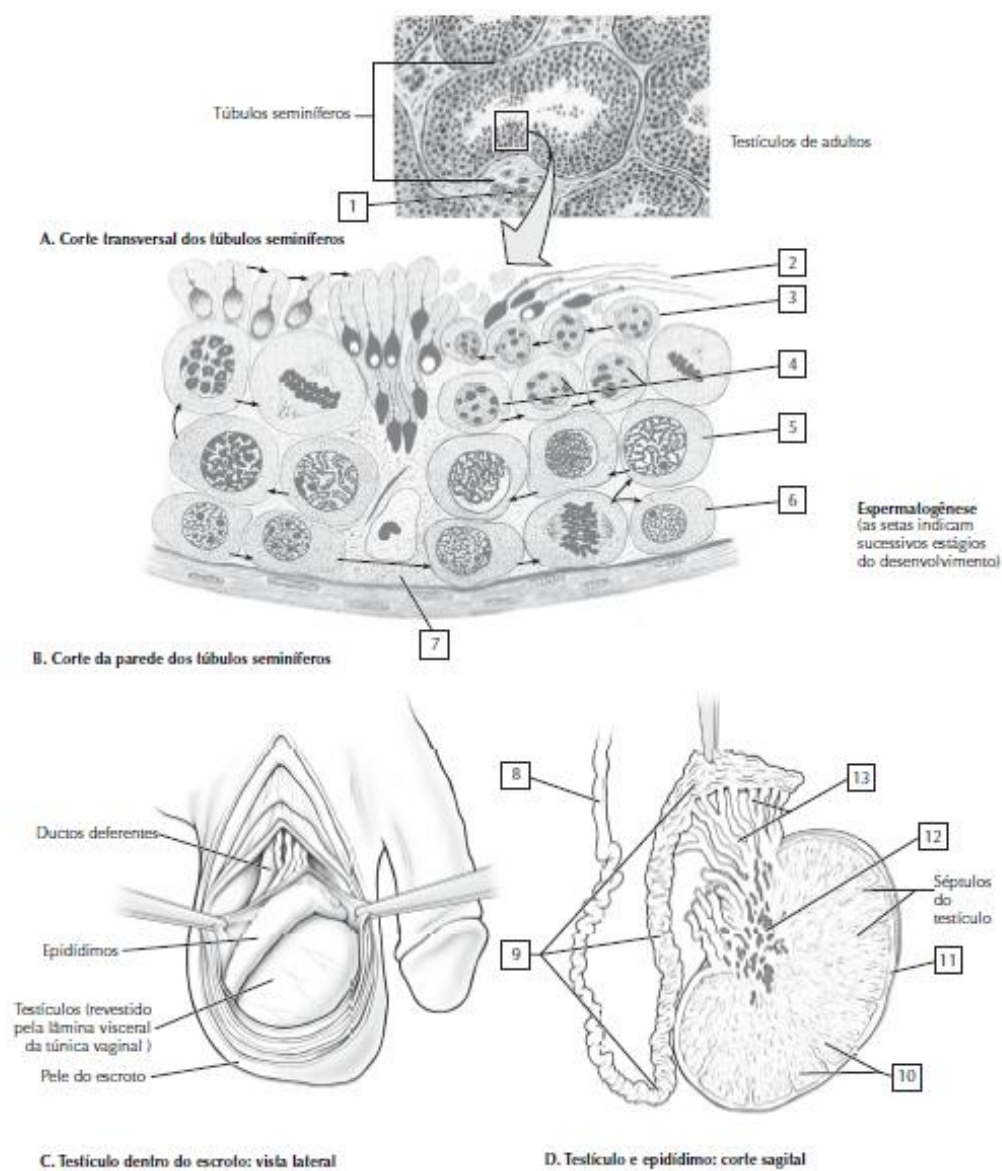 Túbulos seminíferos
Testículos de adultos
1
A. Corte transversal dos túbulos seminíferos
2
3
4
5
6
Espermatogênese
(as setas indicam
sucessivos estágios
do desenvolvimento)
7
B. Corte da parede dos túbulos seminíferos
8
13
Ductos deferentes
12
Séptulos
do
testículo
Epidídimos
9
11
Testículos (revestido
pela lâmina visceral
da túnica vaginal )
Pele do escroto
10
C. Testículo dentro do escroto: vista lateral
D. Testículo e epidídimo: corte sagital